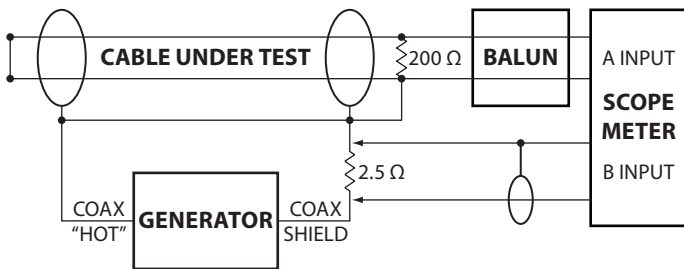 CABLE UNDER TEST
200 Ω
BALUN
A INPUT
SCOPE
METER
B INPUT
2.5 Ω
COAX
"HOT"
GENERATOR
COAX
SHIELD